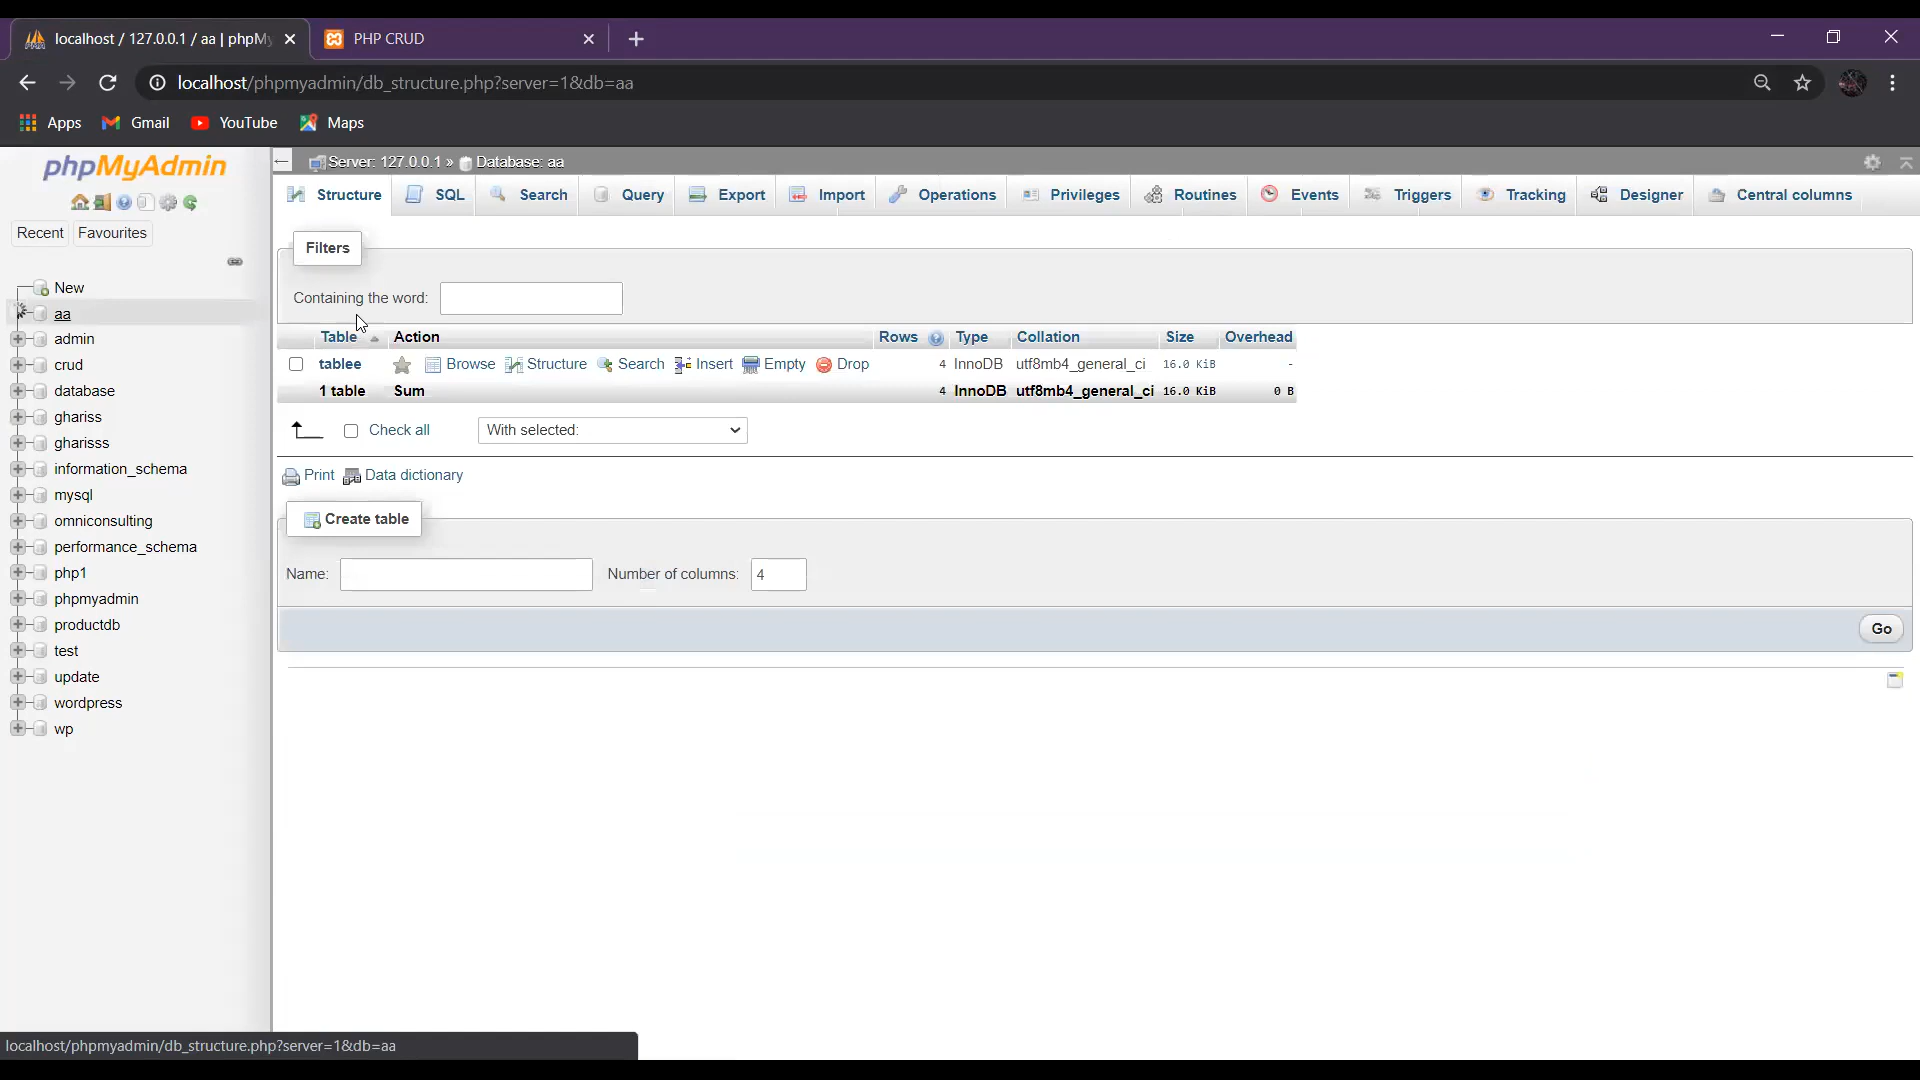 localhost / 127.0.0.1 / aa | phpMy
PHP CRUD
localhost/phpmyadmin/db_structure.php?server=1&db=aa
Apps Gmail YouTube Maps
phpMyAdmin
Recent Favourites
New
aa
admin
crud
database
ghariss
gharisss
information_schema
mysql
omniconsulting
performance_schema
php1
phpmyadmin
productdb
test
update
wordpress
wp
Server: 127.0.0.1 » Database: aa
Structure SQL Search Query Export Import Operations Privileges Routines Events Triggers Tracking Designer Central columns
Filters
Containing the word:
Table Action Rows Type Collation Size Overhead
tablee Browse Structure Search Insert Empty Drop 4 InnoDB utf8mb4_general_ci 16.0 KiB -
1 table Sum 4 InnoDB utf8mb4_general_ci 16.0 KiB 0 B
Check all With selected:
Print Data dictionary
Create table
Name: Number of columns: 4
Go
localhost/phpmyadmin/db_structure.php?server=1&db=aa